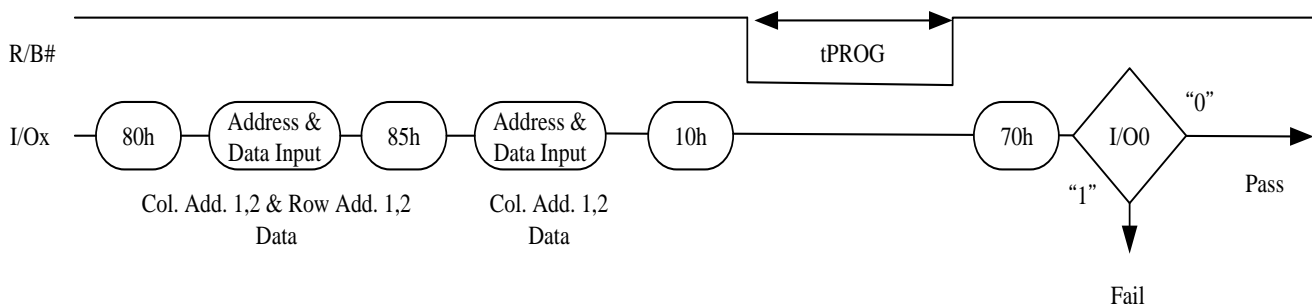 R/B#
tPROG
I/Ox
80h
Address &
Data Input
85h
Address &
Data Input
10h
70h
I/O0
“0”
“1”
Pass
Col. Add. 1,2 & Row Add. 1,2
Data
Col. Add. 1,2
Data
Fail